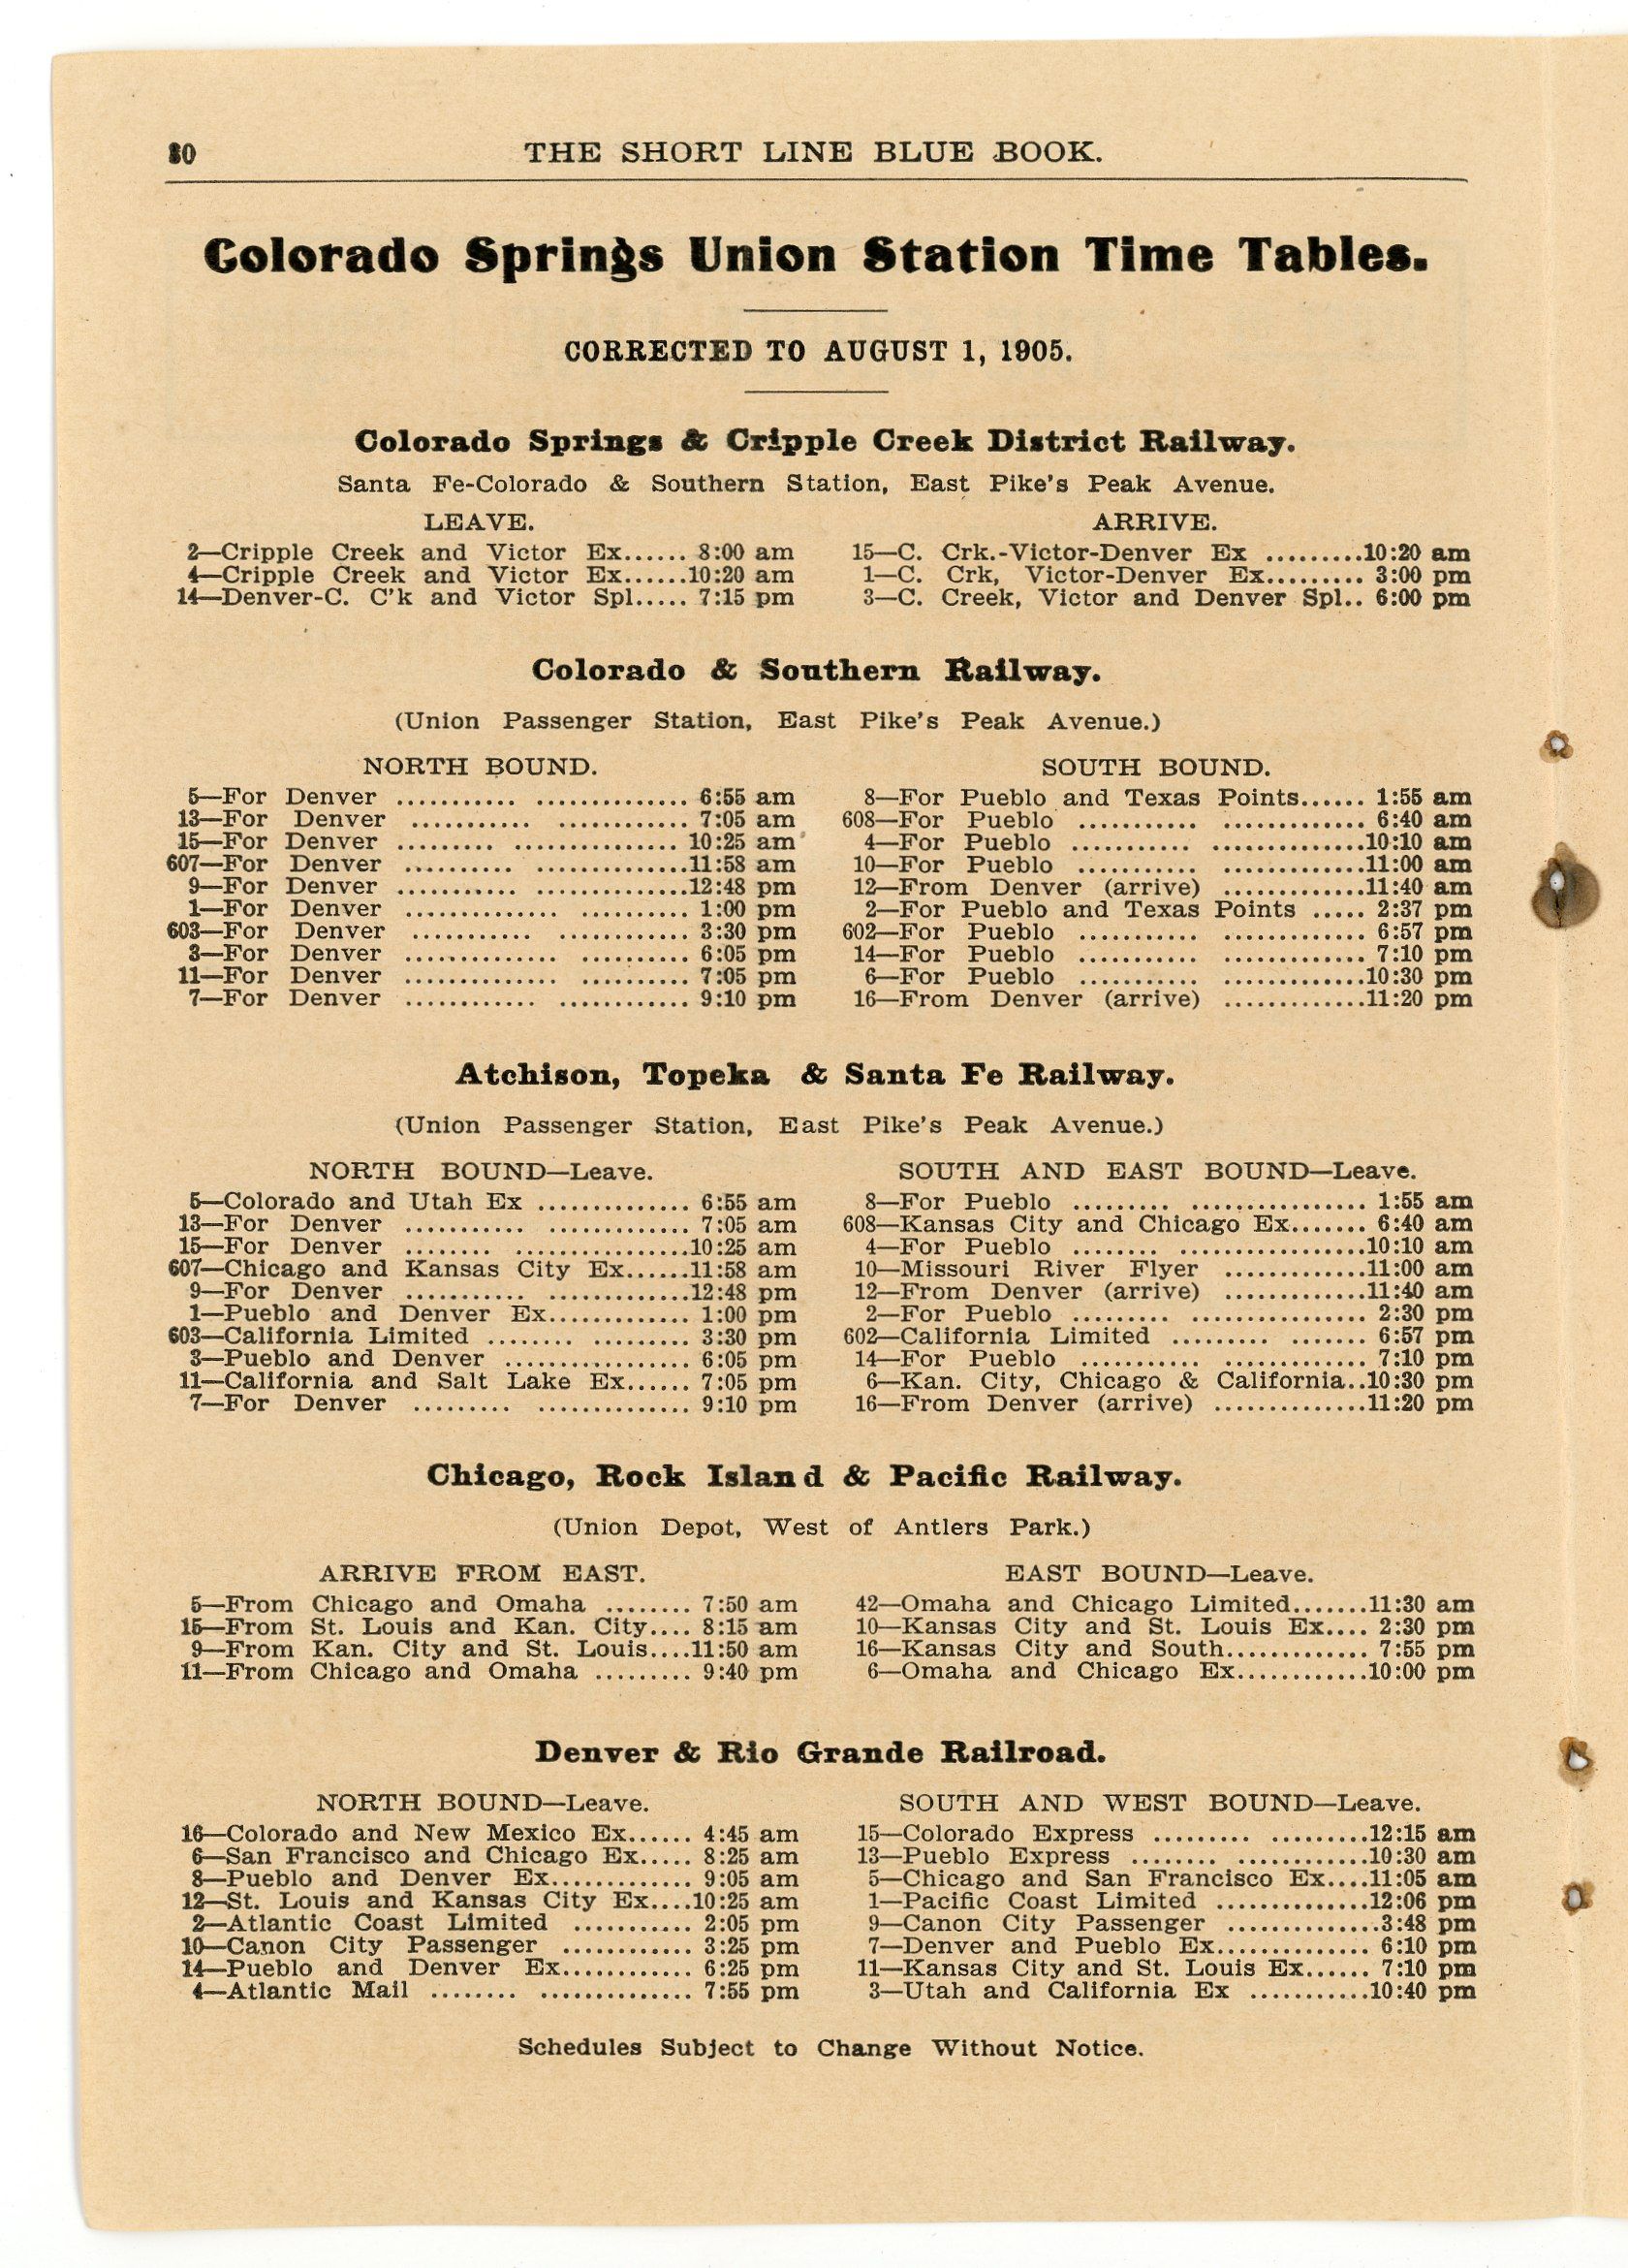 80 THE SHORT LINE BLUE BOOK.
Colorado Springs Union Station Time Tables.
CORRECTED TO AUGUST 1, 1905.
Colorado Springs & Cripple Creek District Railway.
Santa Fe-Colorado & Southern Station, East Pike's Peak Avenue.
LEAVE.
2—Cripple Creek and Victor Ex...... 8:00 am
4—Cripple Creek and Victor Ex......10:20 am
14—Denver-C. C'k and Victor Spl..... 7:15 pm
ARRIVE.
15—C. Crk.-Victor-Denver Ex .........10:20 am
1—C. Crk, Victor-Denver Ex......... 3:00 pm
3—C. Creek, Victor and Denver Spl.. 6:00 pm
Colorado & Southern Railway.
(Union Passenger Station, East Pike's Peak Avenue.)
NORTH BOUND.
5—For Denver ........... .............. 6:55 am
13—For Denver ........... ............ 7:05 am
15—For Denver ......... ............... 10:25 am
607—For Denver .......... ..............11:58 am
9—For Denver ........... ..............12:48 pm
1—For Denver .............. .......... 1:00 pm
603—For Denver ........... ............ 3:30 pm
3—For Denver .............. .......... 6:05 pm
11—For Denver .............. .......... 7:05 pm
7—For Denver ............ ............ 9:10 pm
SOUTH BOUND.
8—For Pueblo and Texas Points...... 1:55 am
608—For Pueblo ........... ............. 6:40 am
4—For Pueblo ........... ..............10:10 am
10—For Pueblo ........... .............11:00 am
12—From Denver (arrive) .............11:40 am
2—For Pueblo and Texas Points ..... 2:37 pm
602—For Pueblo ........... ............. 6:57 pm
14—For Pueblo ........... ............. 7:10 pm
6—For Pueblo ........... .............10:30 pm
16—From Denver (arrive) .............11:20 pm
Atchison, Topeka & Santa Fe Railway.
(Union Passenger Station, East Pike's Peak Avenue.)
NORTH BOUND—Leave.
5—Colorado and Utah Ex .............. 6:55 am
13—For Denver ........... ............. 7:05 am
15—For Denver ........ ................10:25 am
607—Chicago and Kansas City Ex......11:58 am
9—For Denver ........... .............12:48 pm
1—Pueblo and Denver Ex............. 1:00 pm
603—California Limited ........ ......... 3:30 pm
3—Pueblo and Denver ................. 6:05 pm
11—California and Salt Lake Ex...... 7:05 pm
7—For Denver ......... .............. 9:10 pm
SOUTH AND EAST BOUND—Leave.
8—For Pueblo ......... ................ 1:55 am
608—Kansas City and Chicago Ex....... 6:40 am
4—For Pueblo ........ .................10:10 am
10—Missouri River Flyer .............11:00 am
12—From Denver (arrive) .............11:40 am
2—For Pueblo ......... ................ 2:30 pm
602—California Limited ......... ....... 6:57 pm
14—For Pueblo ........... ............. 7:10 pm
6—Kan. City, Chicago & California..10:30 pm
16—From Denver (arrive) ..............11:20 pm
Chicago, Rock Island & Pacific Railway.
(Union Depot, West of Antlers Park.)
ARRIVE FROM EAST.
5—From Chicago and Omaha ........ 7:50 am
15—From St. Louis and Kan. City.... 8:15 am
9—From Kan. City and St. Louis....11:50 am
11—From Chicago and Omaha ......... 9:40 pm
EAST BOUND—Leave.
42—Omaha and Chicago Limited.......11:30 am
10—Kansas City and St. Louis Ex.... 2:30 pm
16—Kansas City and South............. 7:55 pm
6—Omaha and Chicago Ex............10:00 pm
Denver & Rio Grande Railroad.
NORTH BOUND—Leave.
16—Colorado and New Mexico Ex...... 4:45 am
6—San Francisco and Chicago Ex..... 8:25 am
8—Pueblo and Denver Ex............. 9:05 am
12—St. Louis and Kansas City Ex....10:25 am
2—Atlantic Coast Limited ........... 2:05 pm
10—Canon City Passenger ............ 3:25 pm
14—Pueblo and Denver Ex............ 6:25 pm
4—Atlantic Mail ........ .............. 7:55 pm
SOUTH AND WEST BOUND—Leave.
15—Colorado Express ......... .........12:15 am
13—Pueblo Express ........ ............10:30 am
5—Chicago and San Francisco Ex....11:05 am
1—Pacific Coast Limited ..............12:06 pm
9—Canon City Passenger ..............3:48 pm
7—Denver and Pueblo Ex.............. 6:10 pm
11—Kansas City and St. Louis Ex...... 7:10 pm
3—Utah and California Ex ...........10:40 pm
Schedules Subject to Change Without Notice.